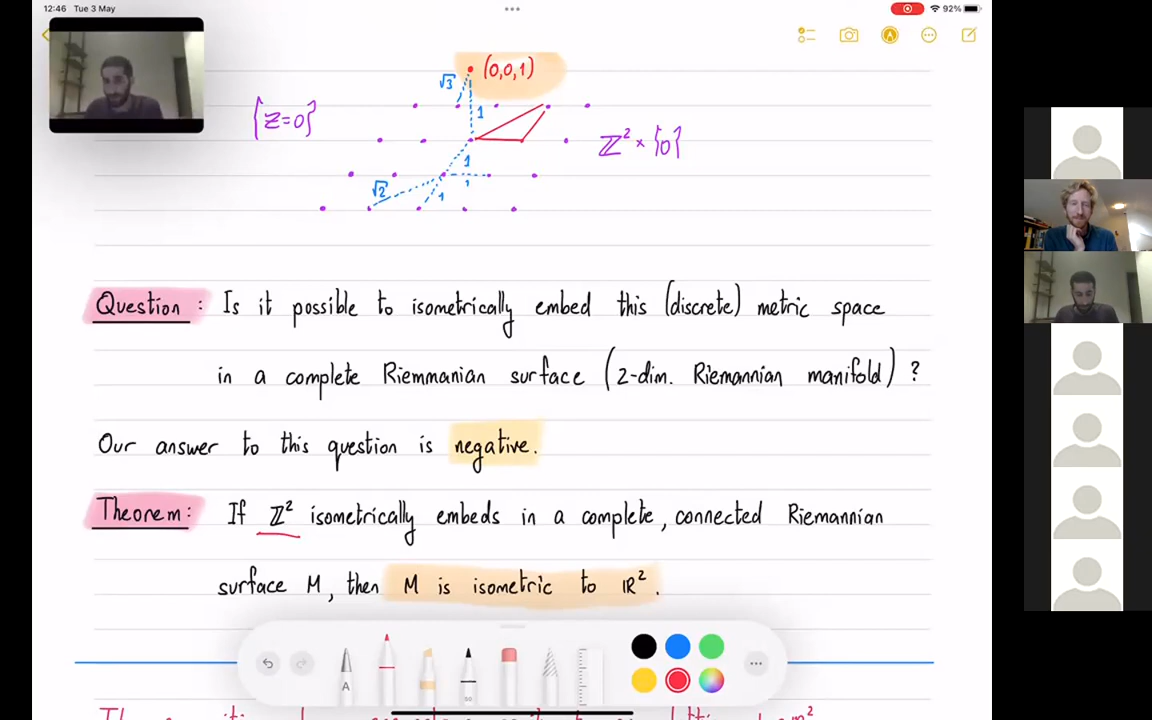 12:46 Tue 3 May
92%
(0,0,1)
√3
1
{z=0}
ℤ² × {0}
1
1
√2
1
Question : Is it possible to isometrically embed this (discrete) metric space
in a complete Riemmanian surface (2-dim. Riemannian manifold) ?
Our answer to this question is negative.
Theorem: If ℤ² isometrically embeds in a complete, connected Riemannian
surface M, then M is isometric to ℝ².
A
50